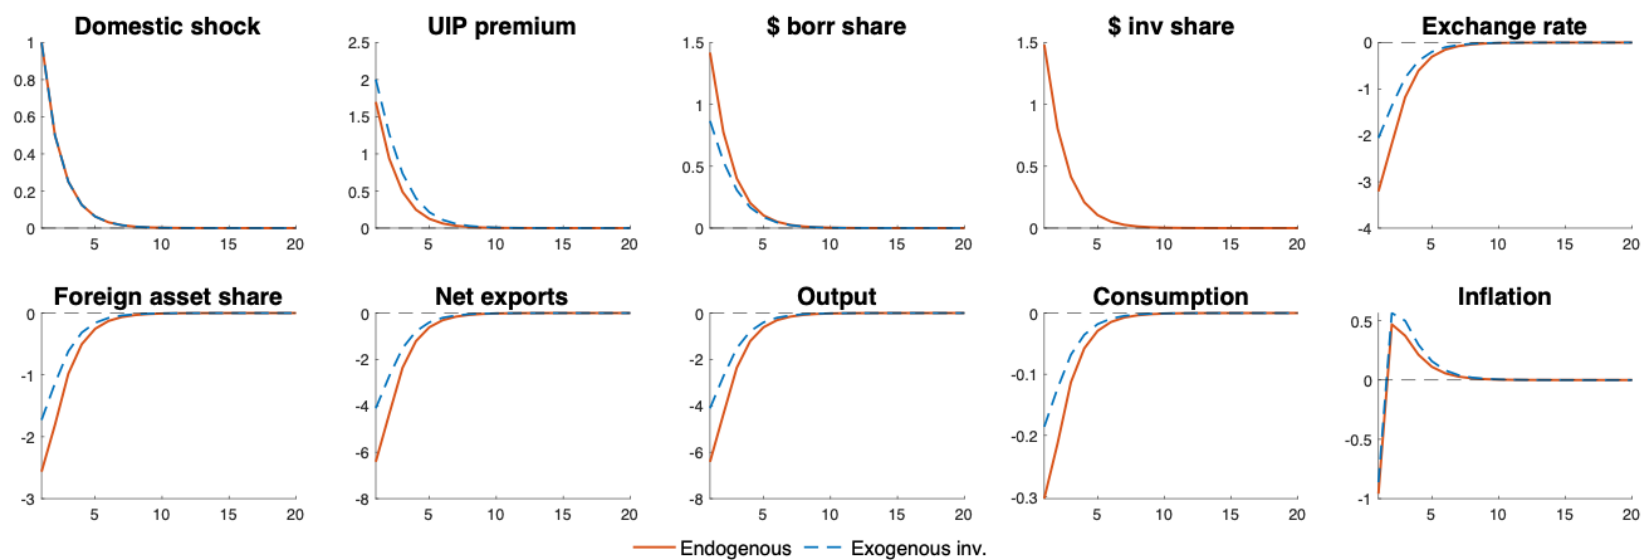 Domestic shock
1
0.8
0.6
0.4
0.2
0
5 10 15 20
UIP premium
2.5
2
1.5
1
0.5
0
5 10 15 20
$ borr share
1.5
1
0.5
0
5 10 15 20
$ inv share
1.5
1
0.5
0
5 10 15 20
Exchange rate
0
-1
-2
-3
-4
5 10 15 20
Foreign asset share
0
-1
-2
-3
5 10 15 20
Net exports
0
-2
-4
-6
-8
5 10 15 20
Output
0
-2
-4
-6
-8
5 10 15 20
Consumption
0
-0.1
-0.2
-0.3
5 10 15 20
Inflation
0.5
0
-0.5
-1
5 10 15 20
Endogenous Exogenous inv.